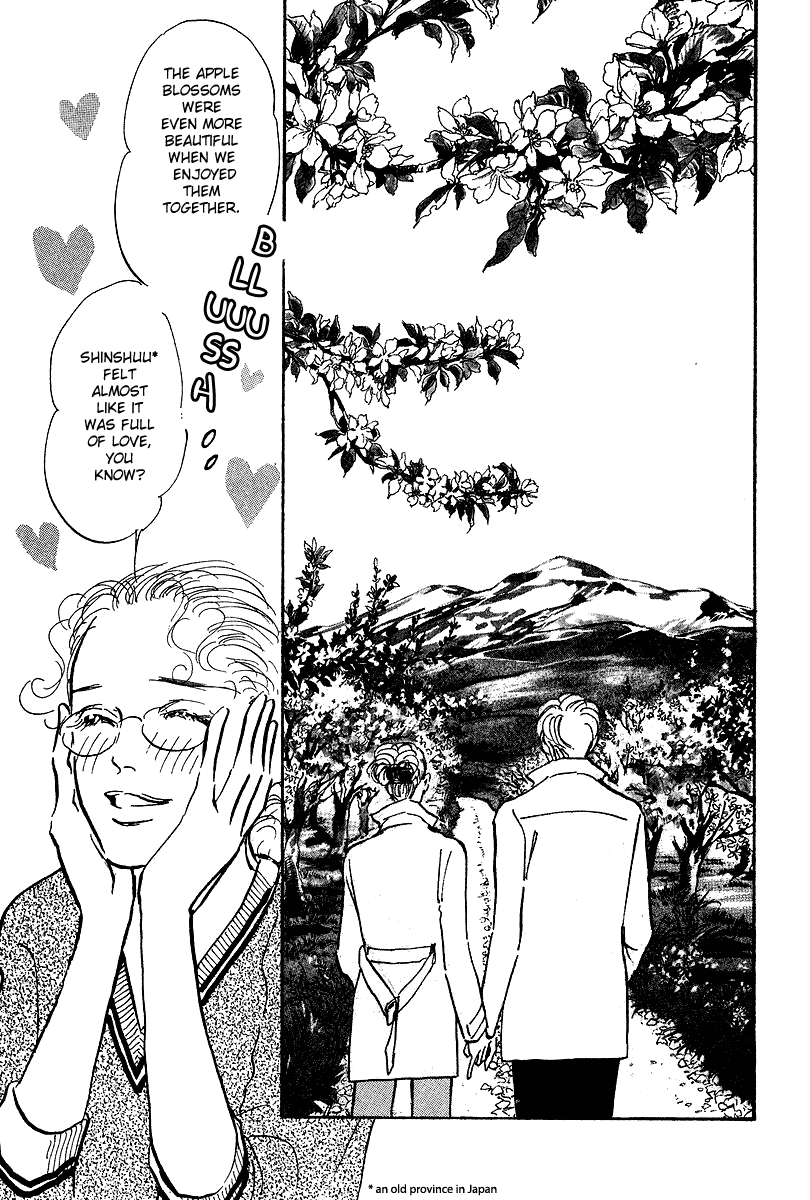 THE APPLE
BLOSSOMS
WERE
EVEN MORE
BEAUTIFUL
WHEN WE
ENJOYED
THEM
TOGETHER.
B
LL
UUU
SS
H
SHINSHUU*
FELT
ALMOST
LIKE IT
WAS FULL
OF LOVE,
YOU
KNOW?
* an old province in Japan